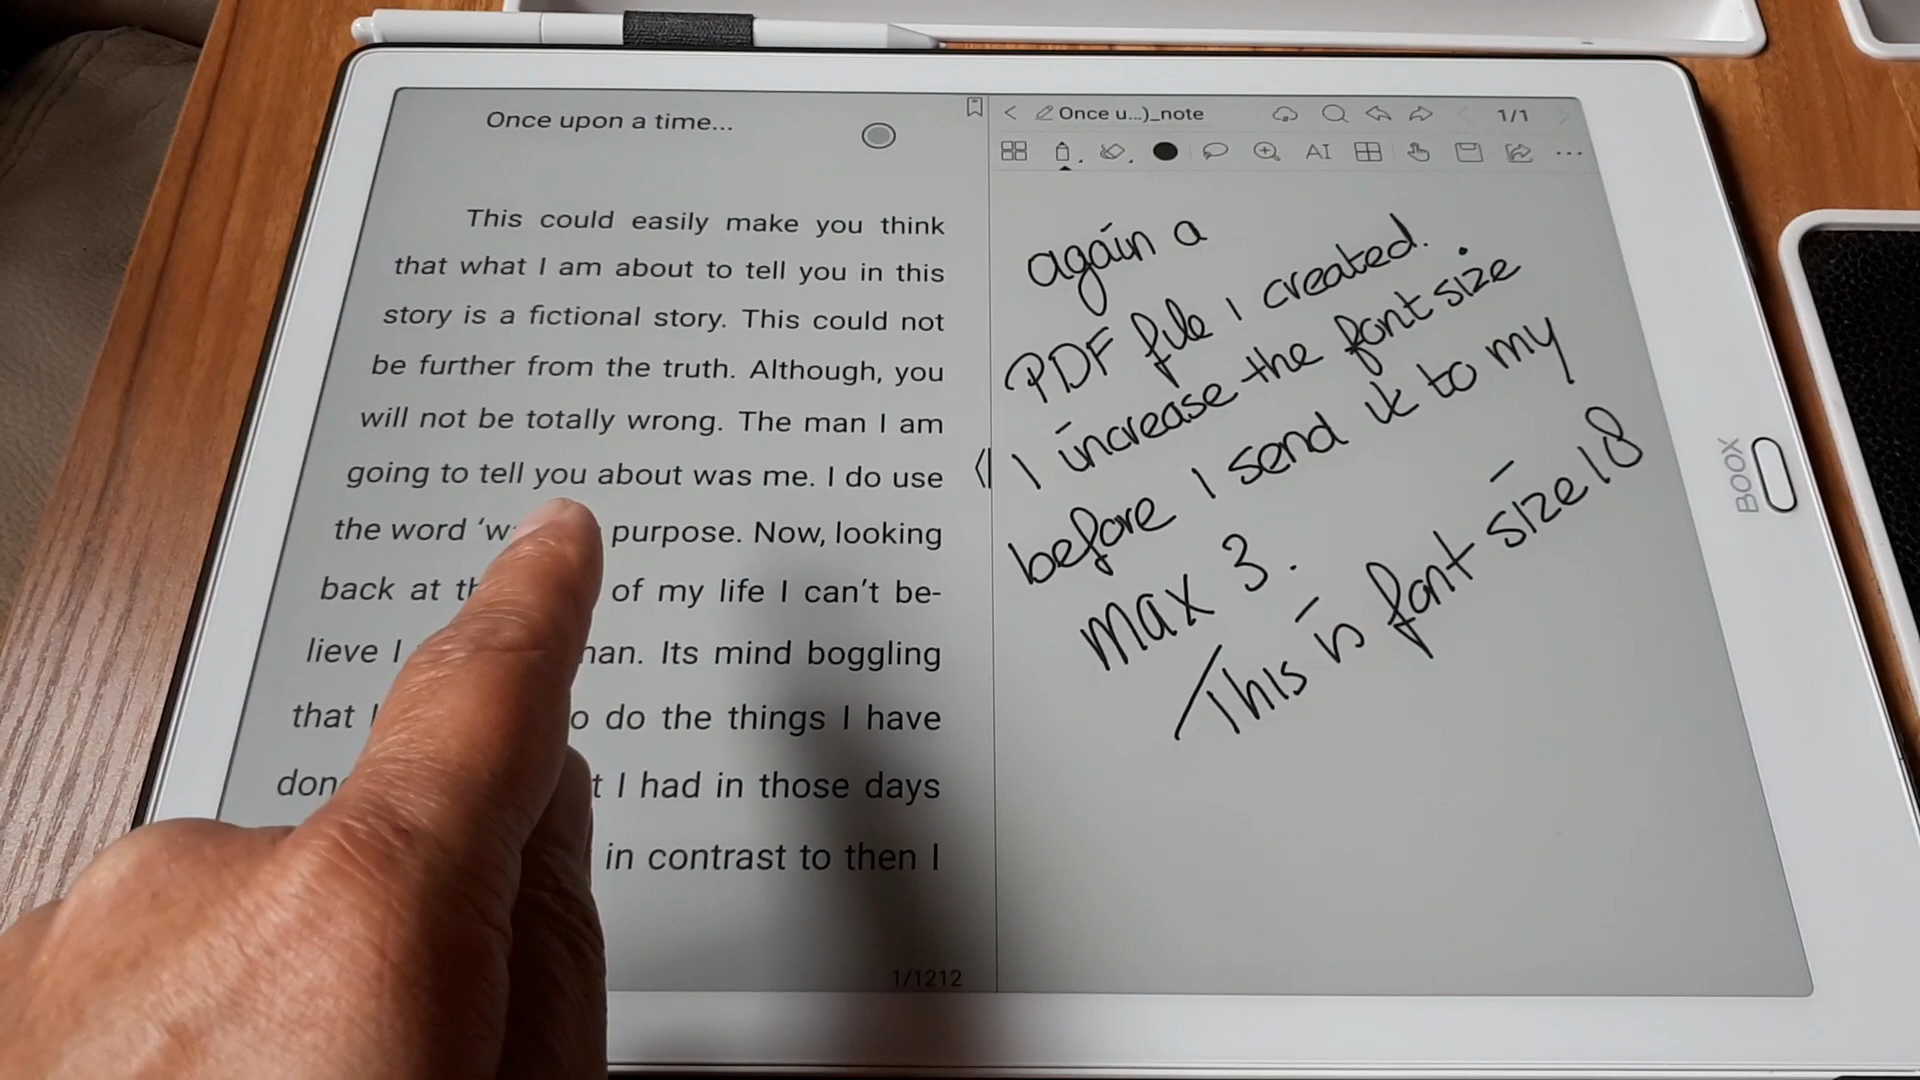 Once upon a time...
This could easily make you think
that what I am about to tell you in this
story is a fictional story. This could not
be further from the truth. Although, you
will not be totally wrong. The man I am
going to tell you about was me. I do use
the word ‘w purpose. Now, looking
back at th of my life I can’t be-
lieve I an. Its mind boggling
that I o do the things I have
don t I had in those days
in contrast to then I
1/1212
Once u...)_note
1/1
AI
again a
PDF file I created.
I increase the font size
before I send it to my
max 3.
This is font size 18
BOOX